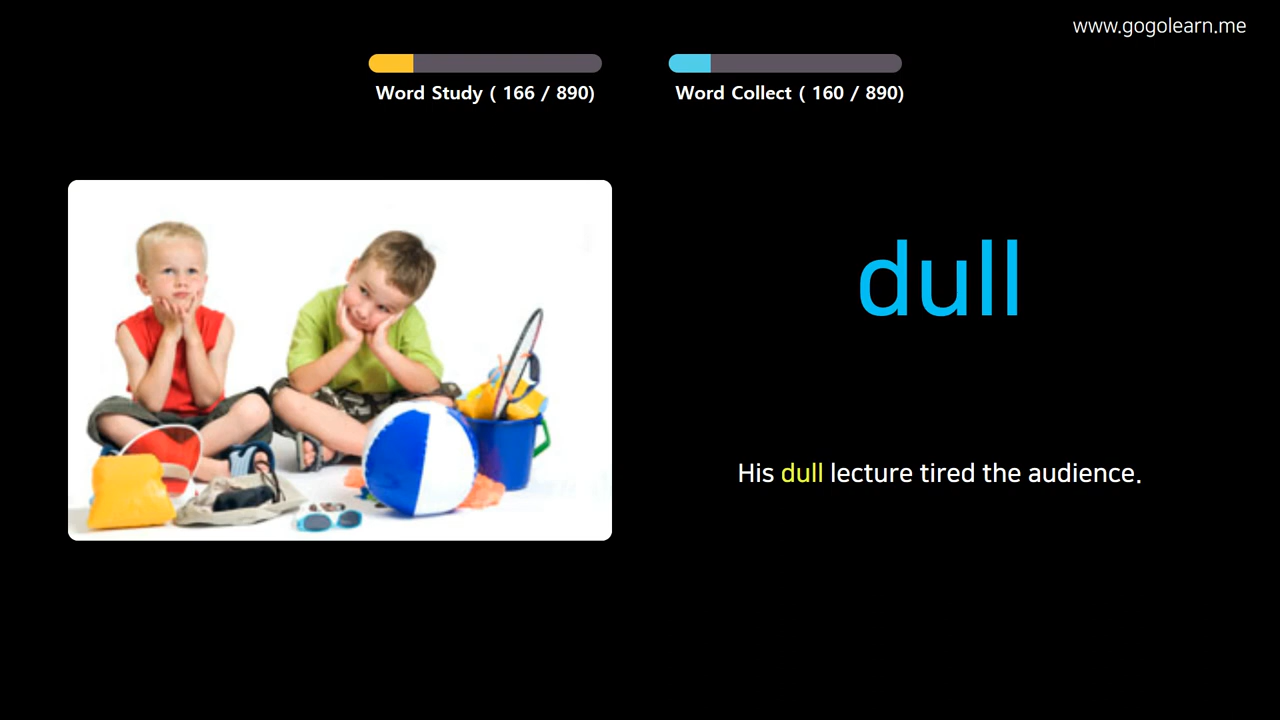 www.gogolearn.me
Word Study ( 166 / 890)
Word Collect ( 160 / 890)
dull
His dull lecture tired the audience.